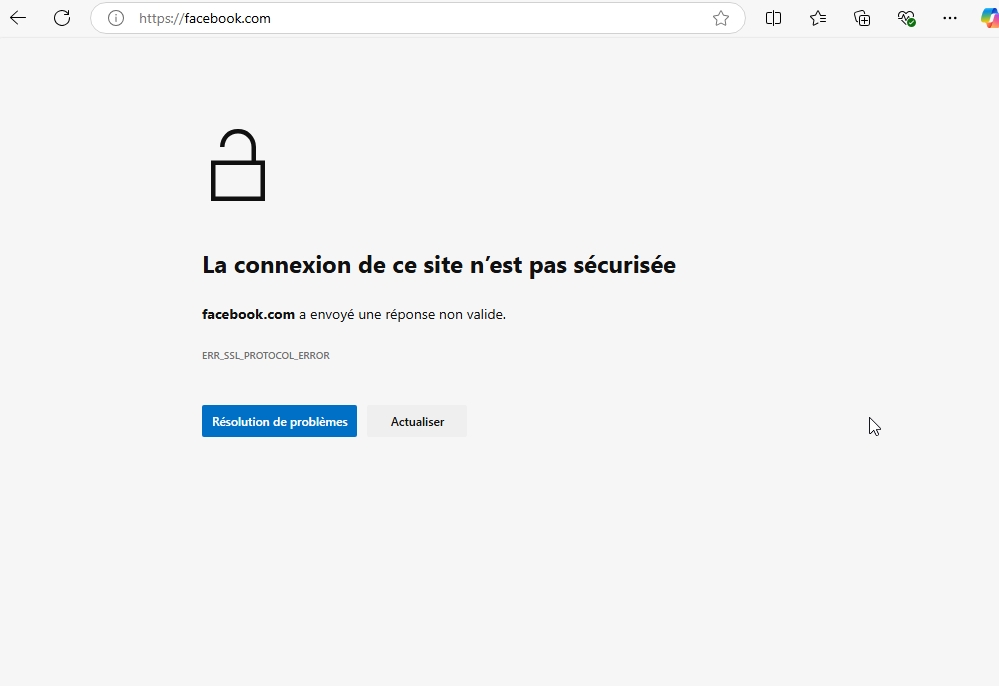 https://facebook.com
La connexion de ce site n’est pas sécurisée
facebook.com a envoyé une réponse non valide.
ERR_SSL_PROTOCOL_ERROR
Résolution de problèmes
Actualiser